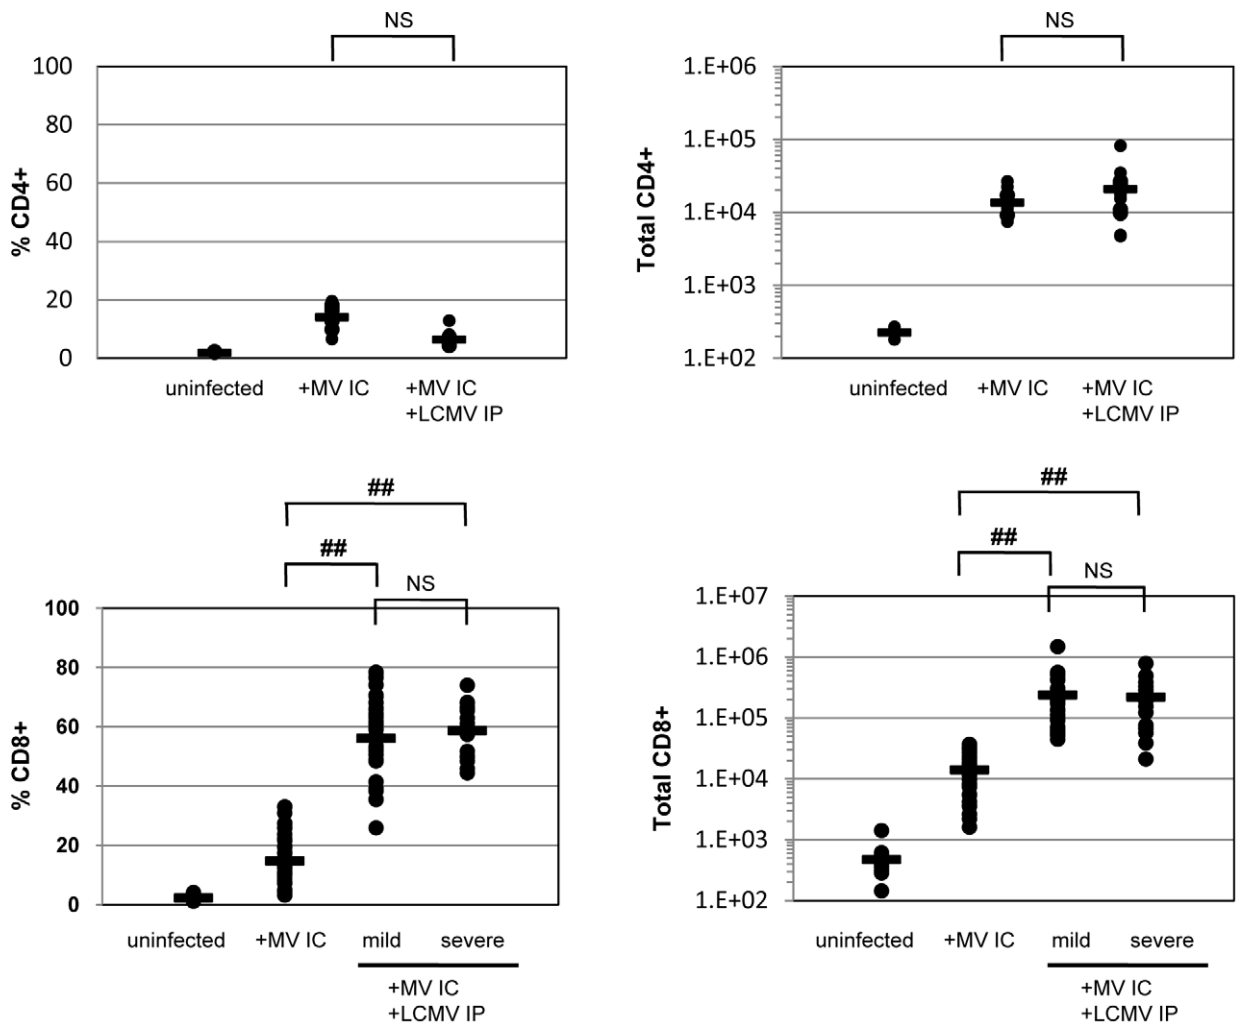 NS
100
80
60
40
20
0
% CD4+
uninfected
+MV IC
+MV IC
+LCMV IP
NS
1.E+06
1.E+05
1.E+04
1.E+03
1.E+02
Total CD4+
uninfected
+MV IC
+MV IC
+LCMV IP
##
##
NS
100
80
60
40
20
0
% CD8+
uninfected
+MV IC
mild
severe
+MV IC
+LCMV IP
##
##
NS
1.E+07
1.E+06
1.E+05
1.E+04
1.E+03
1.E+02
Total CD8+
uninfected
+MV IC
mild
severe
+MV IC
+LCMV IP